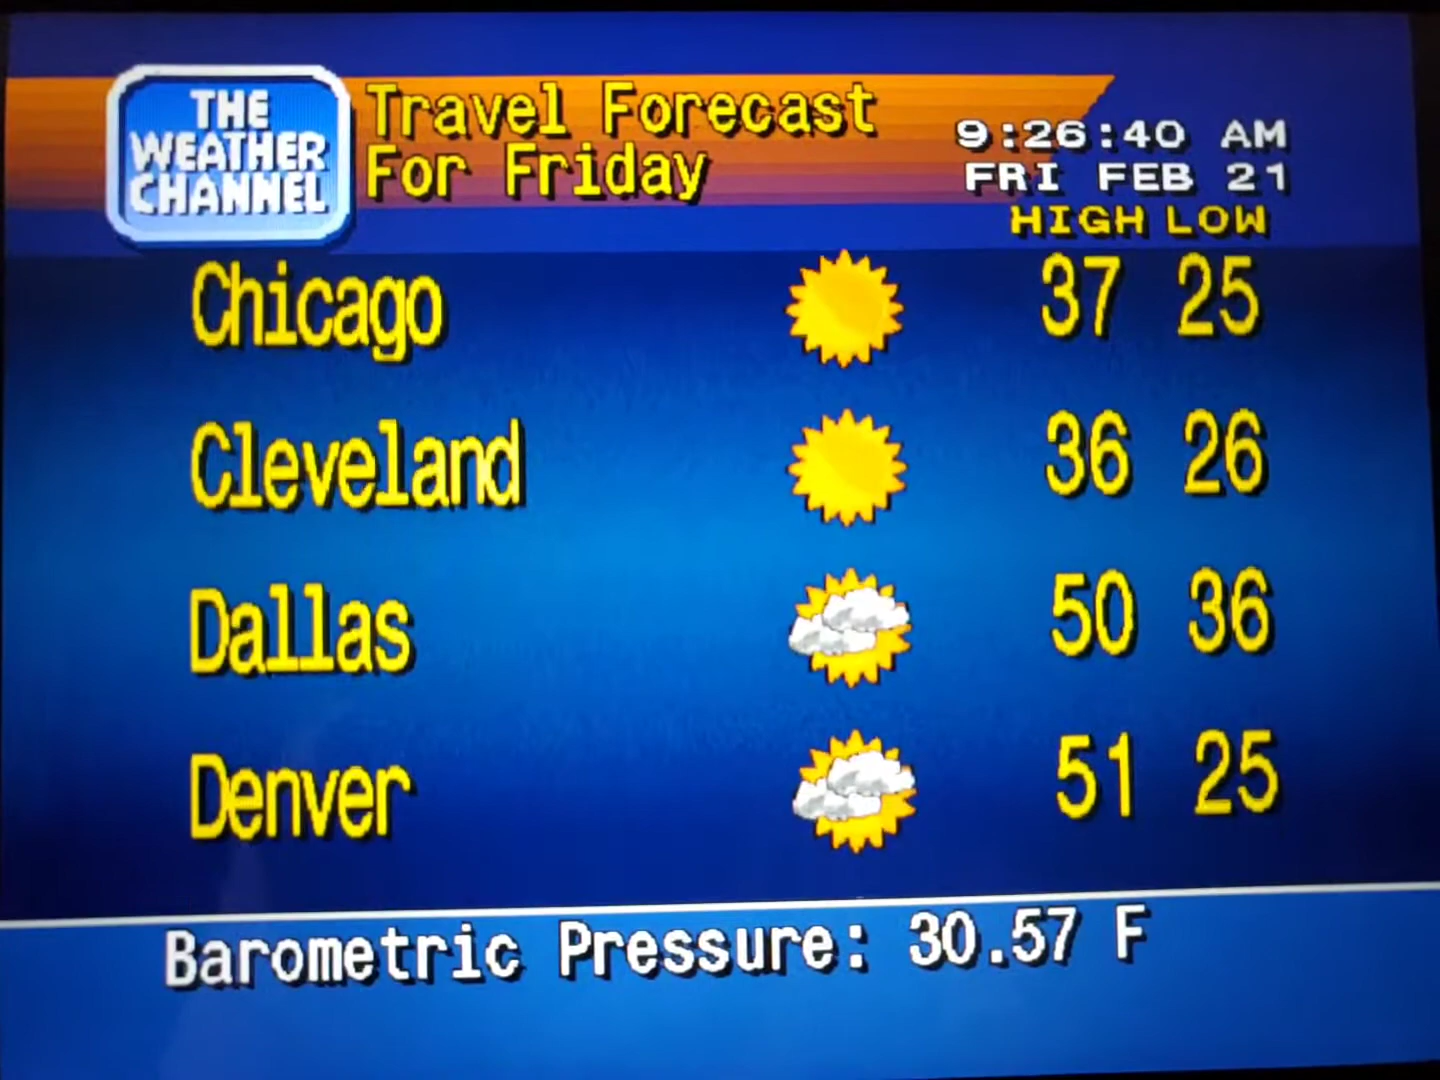 THE
WEATHER
CHANNEL
Travel Forecast
For Friday
9:26:40 AM
FRI FEB 21
HIGH LOW
Chicago 37 25
Cleveland 36 26
Dallas 50 36
Denver 51 25
Barometric Pressure: 30.57 F